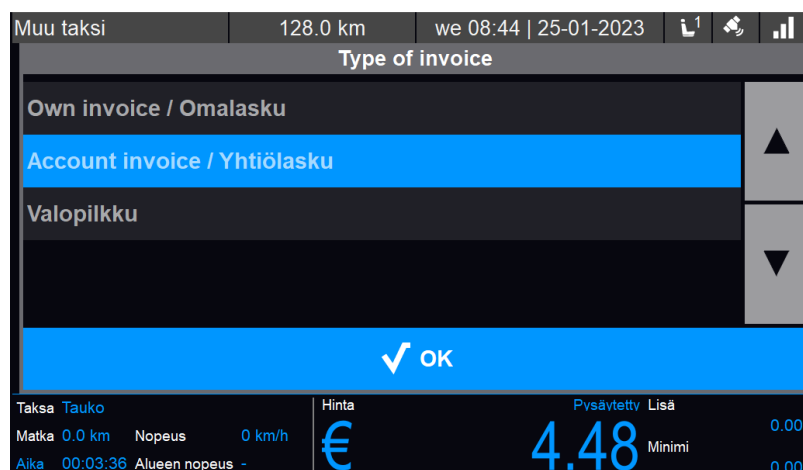 Muu taksi 128.0 km we 08:44 | 25-01-2023 1
Type of invoice
Own invoice / Omalasku
Account invoice / Yhtiölasku
Valopilkku
OK
Taksa Tauko Hinta Pysäytetty Lisä
0.00
Matka 0.0 km Nopeus 0 km/h € 4.48 Minimi
Aika 00:03:36 Alueen nopeus - 0.00